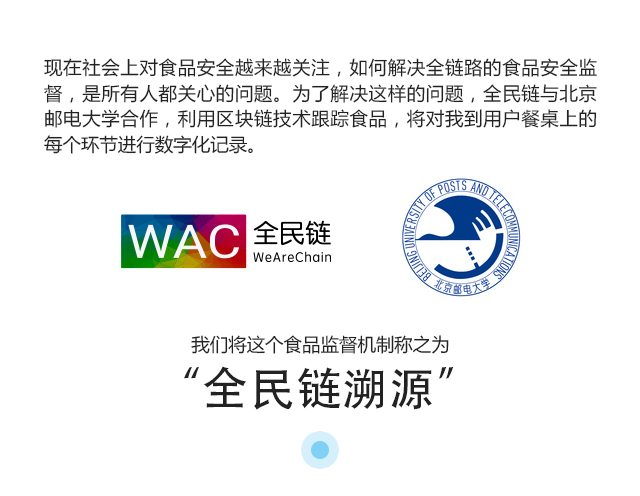 现在社会上对食品安全越来越关注，如何解决全链路的食品安全监
督，是所有人都关心的问题。为了解决这样的问题，全民链与北京
邮电大学合作，利用区块链技术跟踪食品，将对我到用户餐桌上的
每个环节进行数字化记录。
WAC 全民链
WeAreChain
BEIJING UNIVERSITY OF POSTS AND TELECOMMUNICATIONS
北京邮电大学
我们将这个食品监督机制称之为
“全民链溯源”